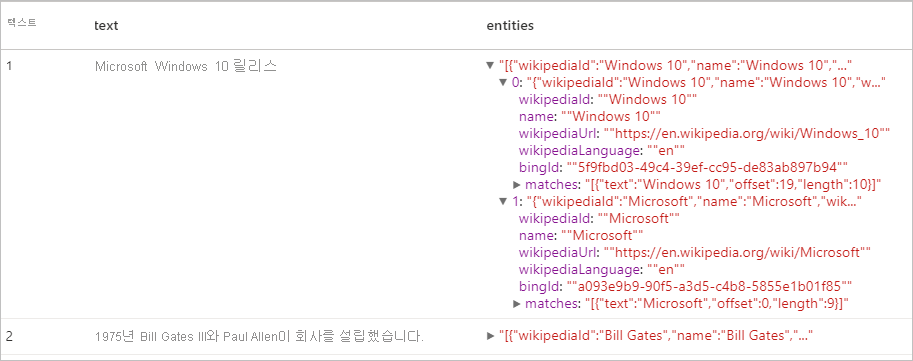 텍스트 text entities
1 Microsoft Windows 10 릴리스 "[{"wikipediaId":"Windows 10","name":"Windows 10","..."
0: "{"wikipediaId":"Windows 10","name":"Windows 10","w..."
wikipediaId: ""Windows 10""
name: ""Windows 10""
wikipediaUrl: ""https://en.wikipedia.org/wiki/Windows_10""
wikipediaLanguage: ""en""
bingId: ""5f9fbd03-49c4-39ef-cc95-de83ab897b94""
matches: "[{"text":"Windows 10","offset":19,"length":10}]"
1: "{"wikipediaId":"Microsoft","name":"Microsoft","wik..."
wikipediaId: ""Microsoft""
name: ""Microsoft""
wikipediaUrl: ""https://en.wikipedia.org/wiki/Microsoft""
wikipediaLanguage: ""en""
bingId: ""a093e9b9-90f5-a3d5-c4b8-5855e1b01f85""
matches: "[{"text":"Microsoft","offset":0,"length":9}]"
2 1975년 Bill Gates III와 Paul Allen이 회사를 설립했습니다. "[{"wikipediaId":"Bill Gates","name":"Bill Gates","..."